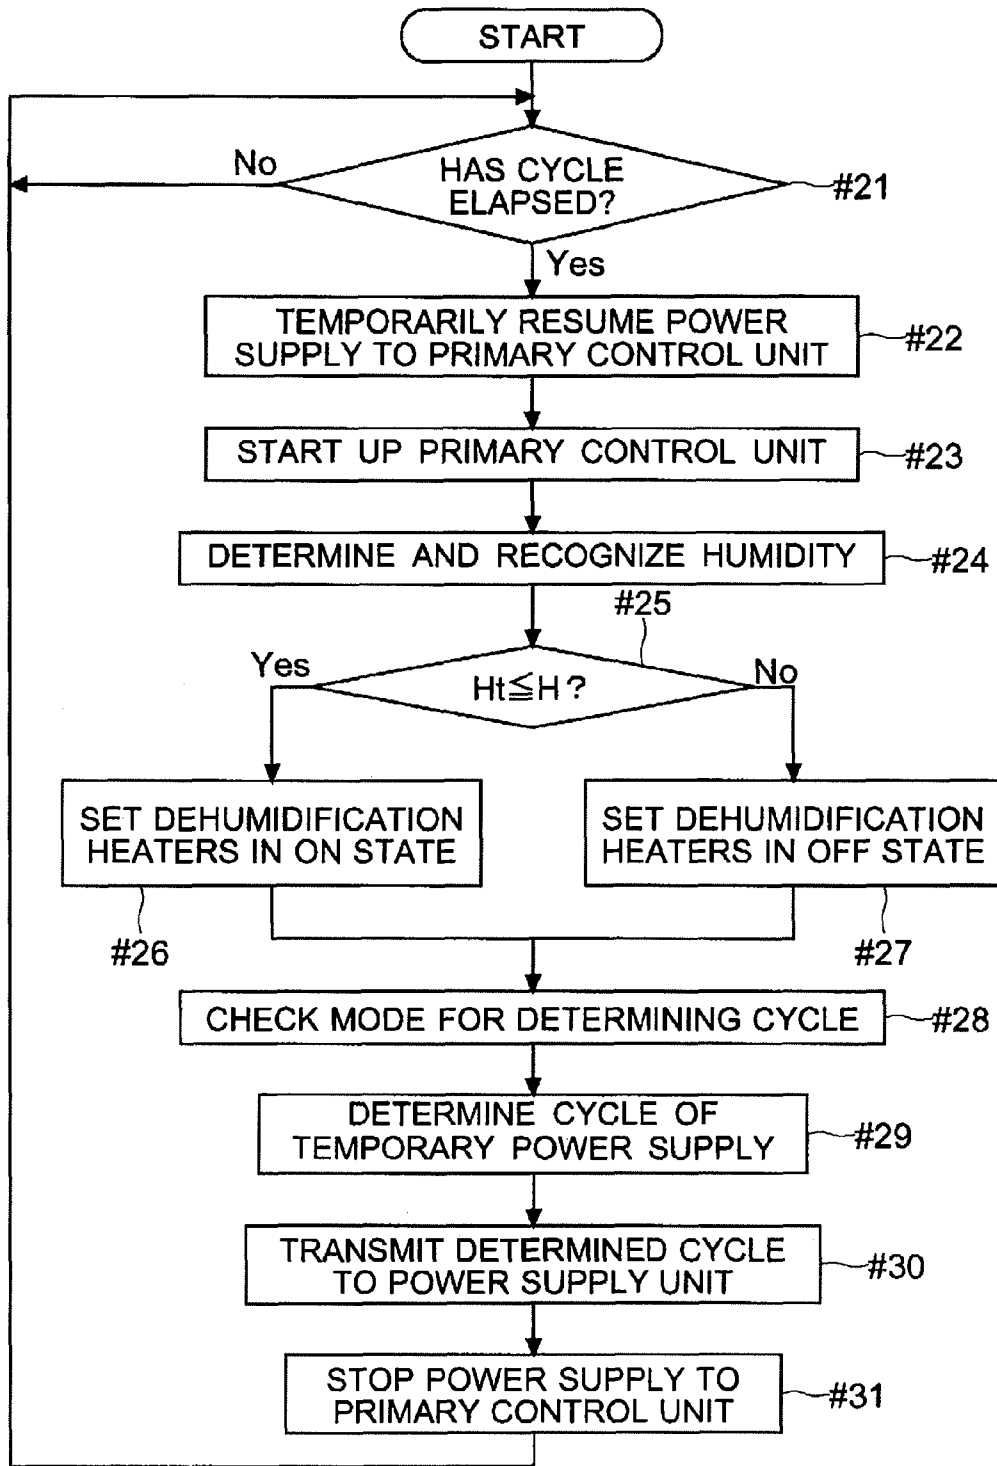 START
No
HAS CYCLE
ELAPSED?
#21
Yes
TEMPORARILY RESUME POWER
SUPPLY TO PRIMARY CONTROL UNIT
#22
START UP PRIMARY CONTROL UNIT
#23
DETERMINE AND RECOGNIZE HUMIDITY
#24
#25
Yes
Ht≦H ?
No
SET DEHUMIDIFICATION
HEATERS IN ON STATE
#26
SET DEHUMIDIFICATION
HEATERS IN OFF STATE
#27
CHECK MODE FOR DETERMINING CYCLE
#28
DETERMINE CYCLE OF
TEMPORARY POWER SUPPLY
#29
TRANSMIT DETERMINED CYCLE
TO POWER SUPPLY UNIT
#30
STOP POWER SUPPLY TO
PRIMARY CONTROL UNIT
#31